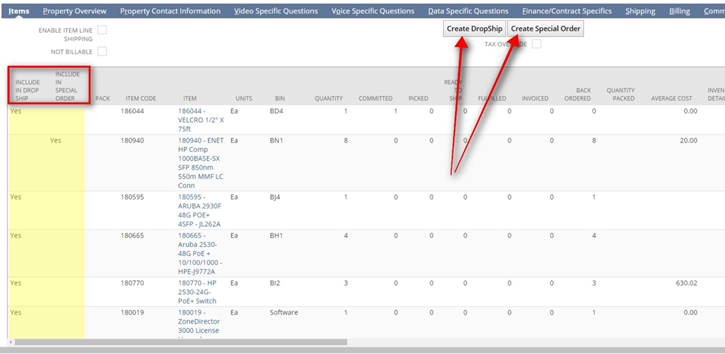 Items Property Overview Property Contact Information Video Specific Questions Voice Specific Questions Data Specific Questions Finance/Contract Specifics Shipping Billing Comm
ENABLE ITEM LINE
SHIPPING
NOT BILLABLE
Create DropShip Create Special Order
TAX
INCLUDE
IN DROP
SHIP
INCLUDE
IN
SPECIAL
ORDER
PACK
ITEM CODE
ITEM
UNITS
BIN
QUANTITY
COMMITTED
PICKED
READY
TO
SHIP
FULFILLED
INVOICED
BACK
ORDERED
QUANTITY
PACKED
AVERAGE COST
INVEN
DETAI
Yes 186044 186044 - Ea BD4 1 1 0 0 0 0 0 0.00
VELCRO 1/2" X
75ft
Yes 180940 180940 - ENET Ea BN1 8 0 0 0 0 0 8 20.00
HP Comp
1000BASE-SX
SFP 850nm
550m MMF LC
Conn
Yes 180595 180595 - Ea BJ4 1 0 0 0 0 0 1
ARUBA 2930F
48G POE+
4SFP - JL262A
Yes 180665 180665 - Ea BH1 4 0 0 0 0 0 4
Aruba 2530-
48G PoE +
10/100/1000 -
HPE-J9772A
Yes 180770 180770 - HP Ea BI2 3 0 0 0 0 0 3 630.02
2530-24G-
PoE+ Switch
Yes 180019 180019 - Ea Software 1 0 0 0 0 0 1 0.00
ZoneDirector
3000 License